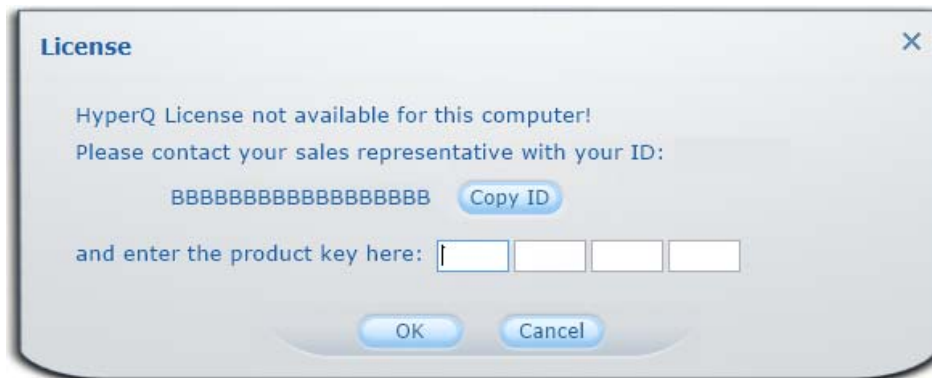 License
HyperQ License not available for this computer!
Please contact your sales representative with your ID:
BBBBBBBBBBBBBBBBBB Copy ID
and enter the product key here:
OK Cancel